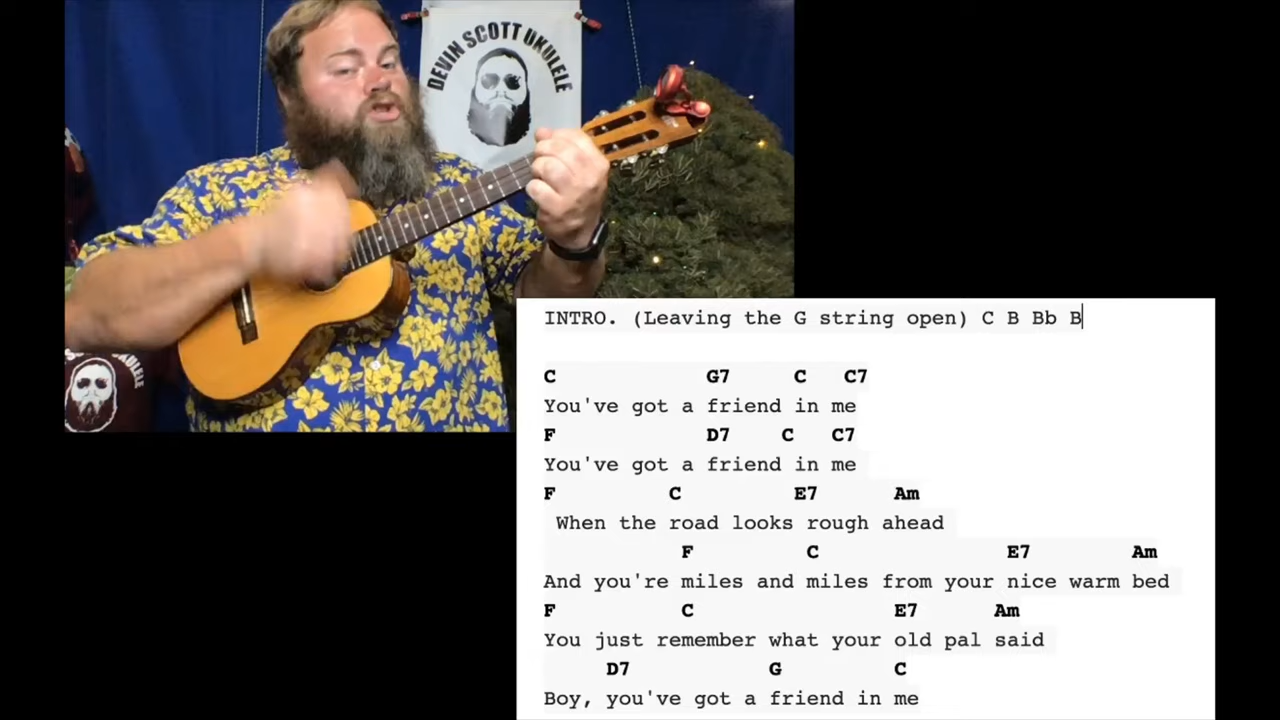 DEVIN SCOTT UKULELE
UKULELE
INTRO. (Leaving the G string open) C B Bb B
C G7 C C7
You've got a friend in me
F D7 C C7
You've got a friend in me
F C E7 Am
When the road looks rough ahead
F C E7 Am
And you're miles and miles from your nice warm bed
F C E7 Am
You just remember what your old pal said
D7 G C
Boy, you've got a friend in me